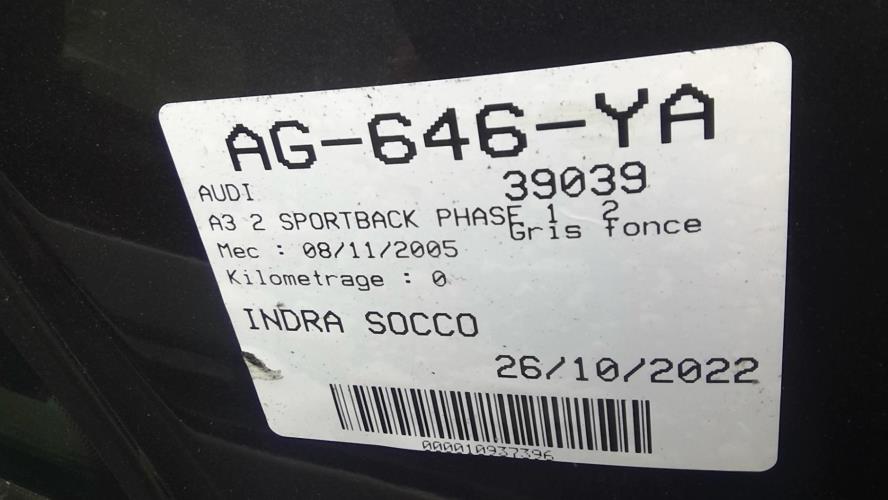 AG-646-YA
AUDI 39039
A3 2 SPORTBACK PHASE 1 2
Gris fonce
Mec : 08/11/2005
Kilometrage : 0
INDRA SOCCO
26/10/2022
000010937396